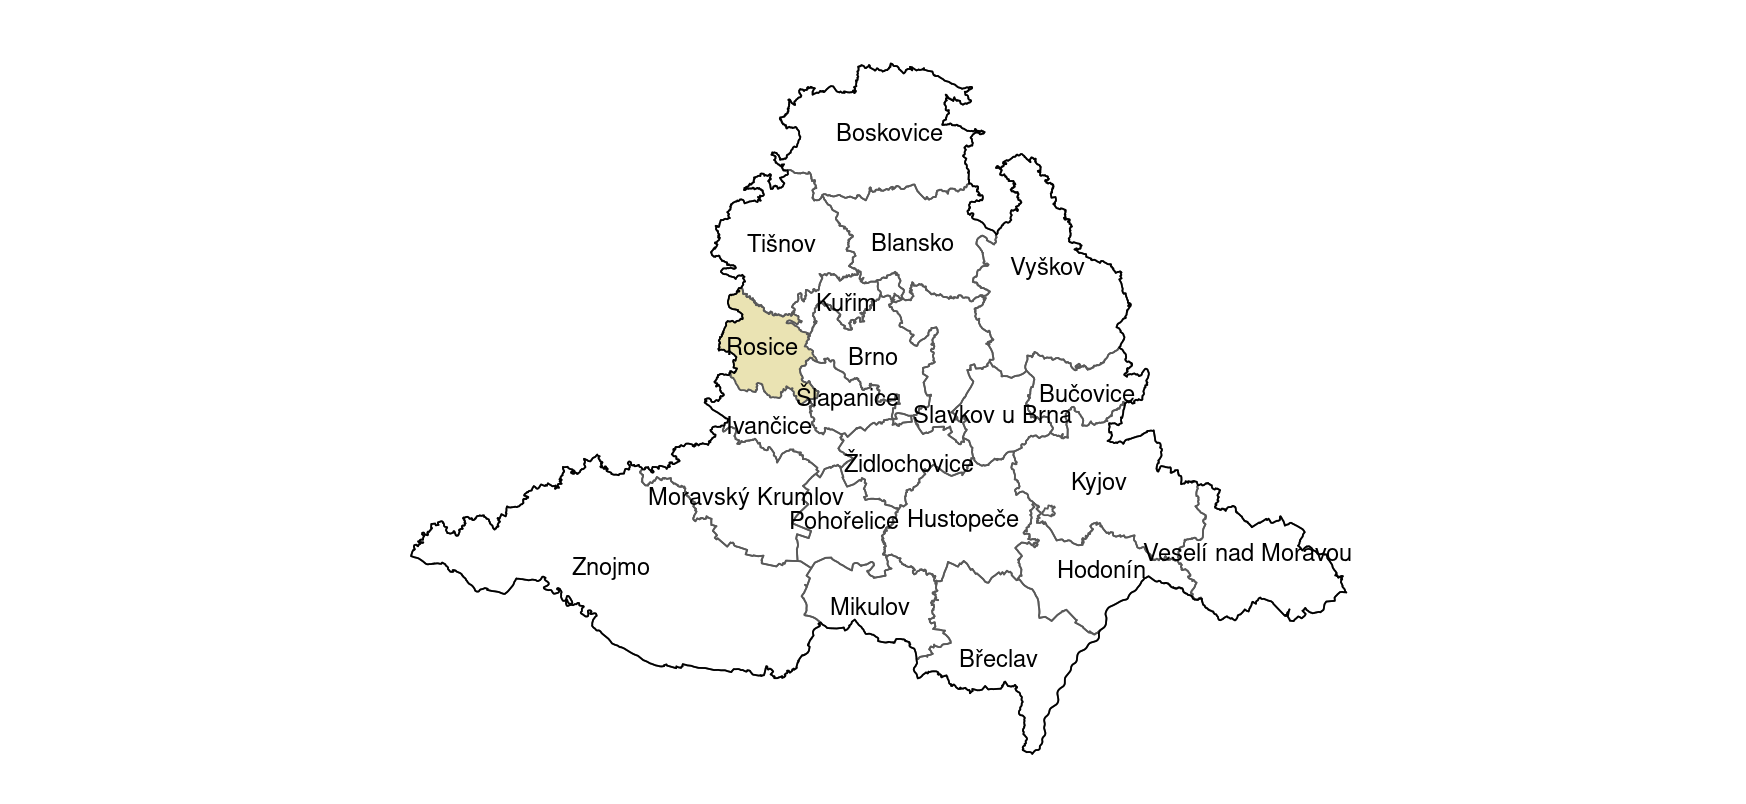 Boskovice
Tišnov
Blansko
Vyškov
Kuřim
Rosice
Brno
Šlapanice
Bučovice
Slavkov u Brna
Ivančice
Židlochovice
Kyjov
Moravský Krumlov
Pohořelice
Hustopeče
Veselí nad Moravou
Znojmo
Hodonín
Mikulov
Břeclav